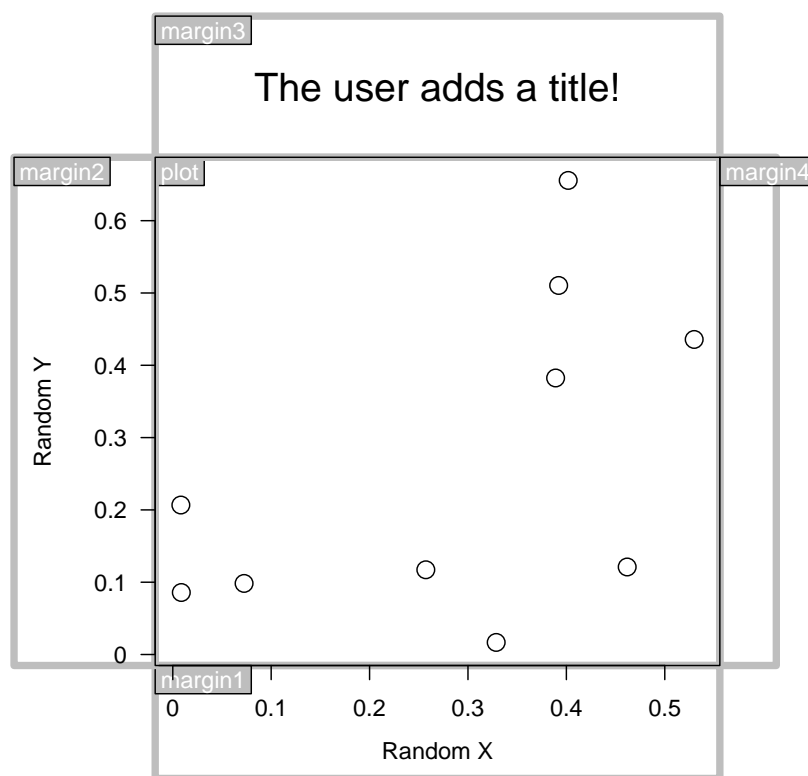 margin3
The user adds a title!
margin2
plot
margin4
0.6
0.5
0.4
0.3
0.2
0.1
0
Random Y
margin1
0
0.1
0.2
0.3
0.4
0.5
Random X